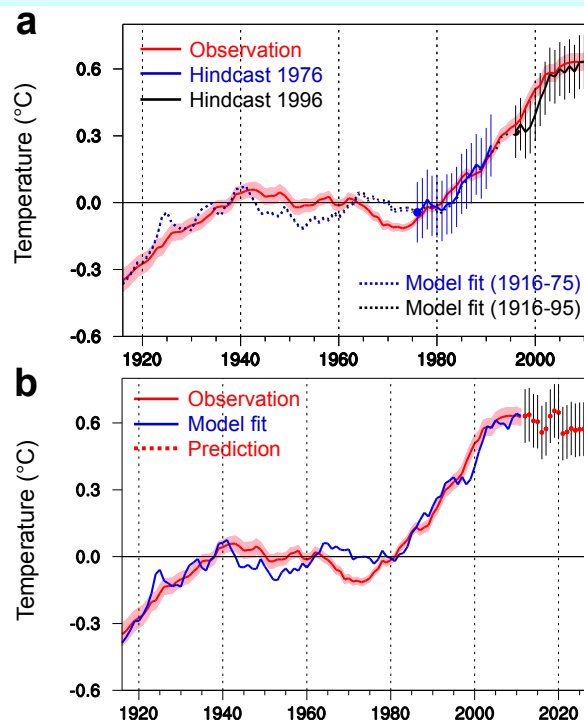 a
Observation
Hindcast 1976
Hindcast 1996
Temperature (°C)
0.6
0.3
0.0
-0.3
-0.6
Model fit (1916-75)
Model fit (1916-95)
1920 1940 1960 1980 2000
b
Observation
Model fit
Prediction
Temperature (°C)
0.6
0.3
0.0
-0.3
-0.6
1920 1940 1960 1980 2000 2020